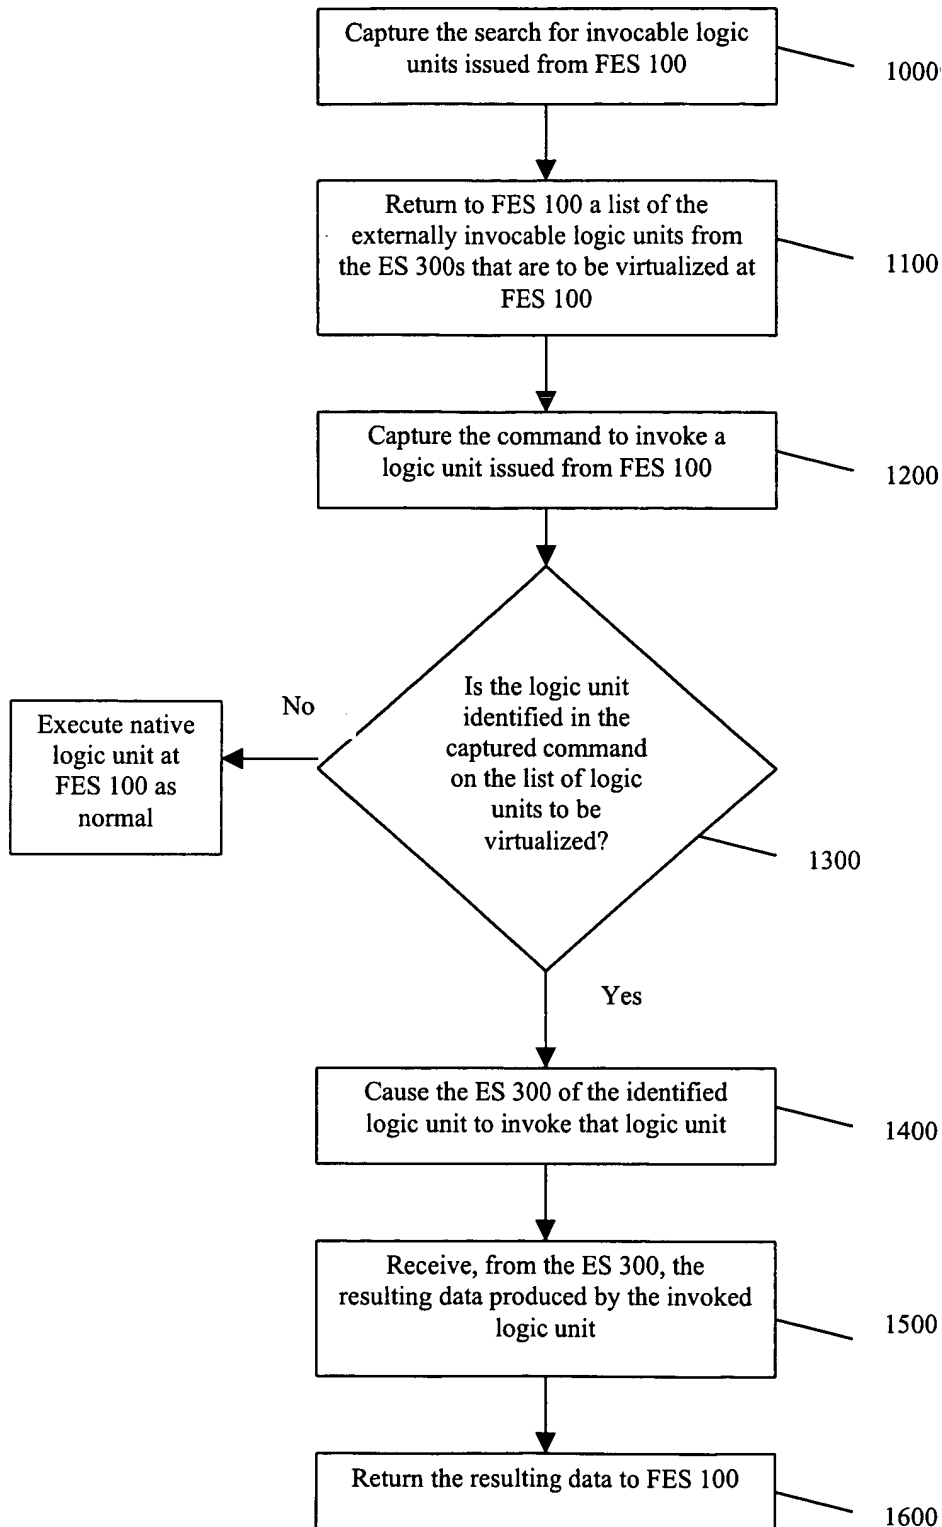 Capture the search for invocable logic
units issued from FES 100
1000
Return to FES 100 a list of the
externally invocable logic units from
the ES 300s that are to be virtualized at
FES 100
1100
Capture the command to invoke a
logic unit issued from FES 100
1200
Is the logic unit
identified in the
captured command
on the list of logic
units to be
virtualized?
1300
No
Execute native
logic unit at
FES 100 as
normal
Yes
Cause the ES 300 of the identified
logic unit to invoke that logic unit
1400
Receive, from the ES 300, the
resulting data produced by the invoked
logic unit
1500
Return the resulting data to FES 100
1600